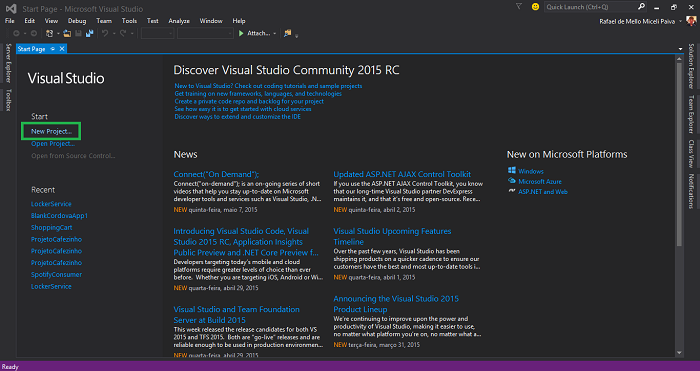 Start Page - Microsoft Visual Studio
Quick Launch (Ctrl+Q)
File Edit View Debug Team Tools Test Analyze Window Help
Rafael de Mello Miceli Paiva
Attach...
Server Explorer
Toolbox
Start Page
Solution Explorer
Team Explorer
Class View
Notifications
Visual Studio
Start
New Project...
Open Project...
Open from Source Control...
Recent
LockerService
BlankCordovaApp1
ShoppingCart
ProjetoCafezinho
ProjetoCafezinho
ProjetoCafezinho
SpotifyConsumer
LockerService
Discover Visual Studio Community 2015 RC
New to Visual Studio? Check out coding tutorials and sample projects
Get training on new frameworks, languages, and technologies
Create a private code repo and backlog for your project
See how easy it is to get started with cloud services
Discover ways to extend and customize the IDE
News
Connect("On Demand");
Connect("on-demand"); is an on-going series of short
videos that help you stay up-to-date on Microsoft
developer tools and services such as Visual Studio, .N...
NEW quinta-feira, maio 7, 2015
Introducing Visual Studio Code, Visual
Studio 2015 RC, Application Insights
Public Preview and .NET Core Preview f...
Developers targeting today's mobile and cloud
platforms require greater levels of choice than ever
before. Whether you are targeting iOS, Android or Wi...
NEW quarta-feira, abril 29, 2015
Visual Studio and Team Foundation
Server at Build 2015
This week released the release candidates for both VS
2015 and TFS 2015. Both are "go-live" releases and are
reliable enough to be used in production environmen...
NEW quarta-feira, abril 29, 2015
Updated ASP.NET AJAX Control Toolkit
If you use the ASP.NET AJAX Control Toolkit, you know
that our long-time Visual Studio partner DevExpress
maintains it, and that it's free and open-source. Rece...
NEW quinta-feira, abril 2, 2015
Visual Studio Upcoming Features
Timeline
Over the past few years, Visual Studio has been
shipping products on a quicker cadence to ensure our
customers have the best and most up-to-date tools i...
NEW quarta-feira, abril 1, 2015
Announcing the Visual Studio 2015
Product Lineup
We're continuing to improve upon the power and
productivity of Visual Studio, making it easier to use,
no matter what platform you're on, no matter what a...
NEW terça-feira, março 31, 2015
New on Microsoft Platforms
Windows
Microsoft Azure
ASP.NET and Web
Ready